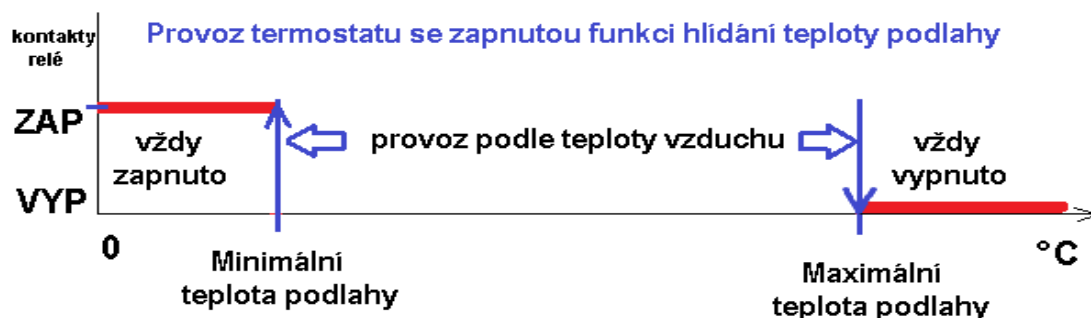 kontakty
relé
Provoz termostatu se zapnutou funkci hlídání teploty podlahy
ZAP
vždy
zapnuto
provoz podle teploty vzduchu
vždy
vypnuto
VYP
0
°C
Minimální
teplota podlahy
Maximální
teplota podlahy